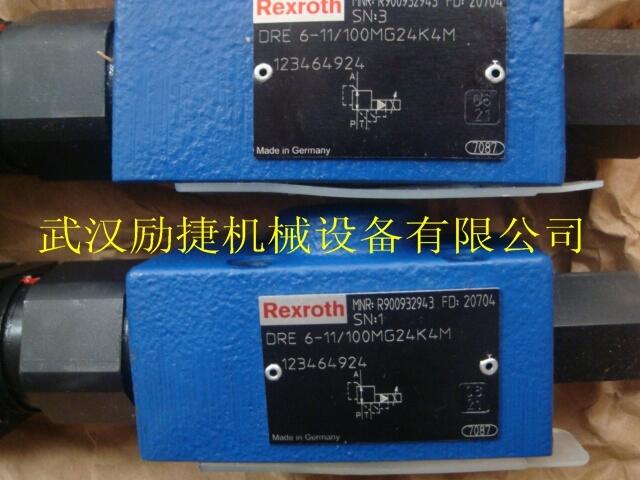 Rexroth MNR: R900932943 FD: 20704
SN:3
DRE 6-11/100MG24K4M
123464924
A
P T
21
Made in Germany
7087
武汉励捷机械设备有限公司
Rexroth MNR: R900932943 FD: 20704
SN:1
DRE 6-11/100MG24K4M
123464924
A
P T
21
Made in Germany
7087